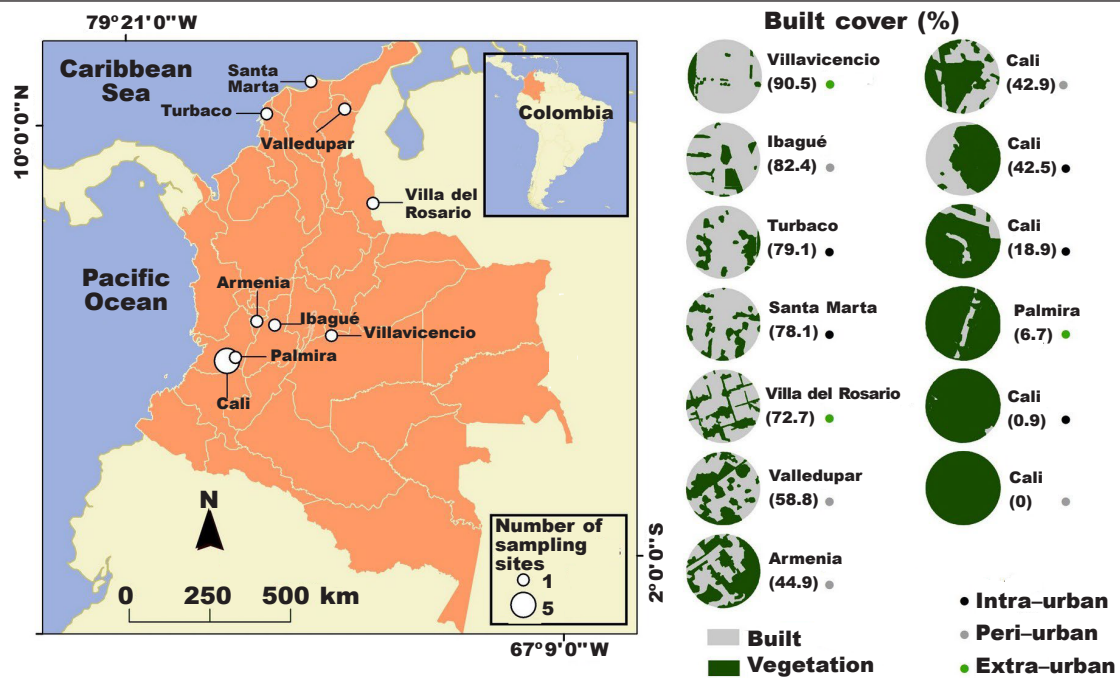 79°21'0"W
Caribbean
Sea
Santa
Marta
Turbaco
Valledupar
Colombia
10°0'0"N
Villa del
Rosario
Pacific
Ocean
Armenia
Ibagué
Villavicencio
Palmira
Cali
N
0 250 500 km
Number of
sampling
sites
1
5
2°0'0"S
67°9'0"W
Built cover (%)
Villavicencio
(90.5)
Ibagué
(82.4)
Turbaco
(79.1)
Santa Marta
(78.1)
Villa del Rosario
(72.7)
Valledupar
(58.8)
Armenia
(44.9)
Cali
(42.9)
Cali
(42.5)
Cali
(18.9)
Palmira
(6.7)
Cali
(0.9)
Cali
(0)
Built
Vegetation
Intra–urban
Peri–urban
Extra–urban